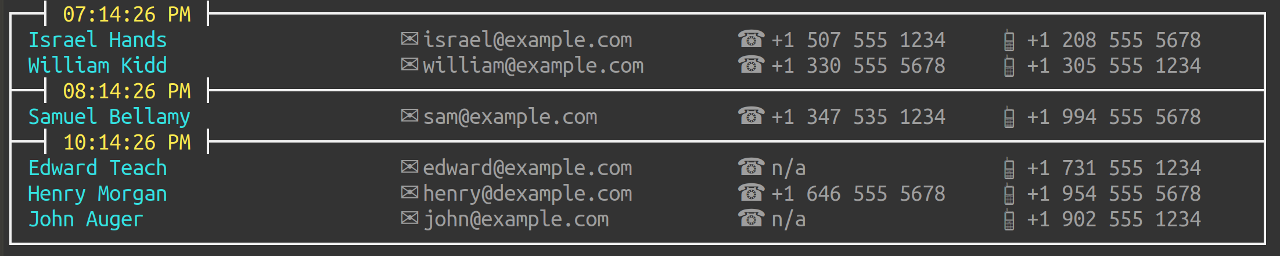 07:14:26 PM
Israel Hands ✉ israel@example.com ☎ +1 507 555 1234 📱 +1 208 555 5678
William Kidd ✉ william@example.com ☎ +1 330 555 5678 📱 +1 305 555 1234
08:14:26 PM
Samuel Bellamy ✉ sam@example.com ☎ +1 347 535 1234 📱 +1 994 555 5678
10:14:26 PM
Edward Teach ✉ edward@example.com ☎ n/a 📱 +1 731 555 1234
Henry Morgan ✉ henry@dexample.com ☎ +1 646 555 5678 📱 +1 954 555 5678
John Auger ✉ john@example.com ☎ n/a 📱 +1 902 555 1234